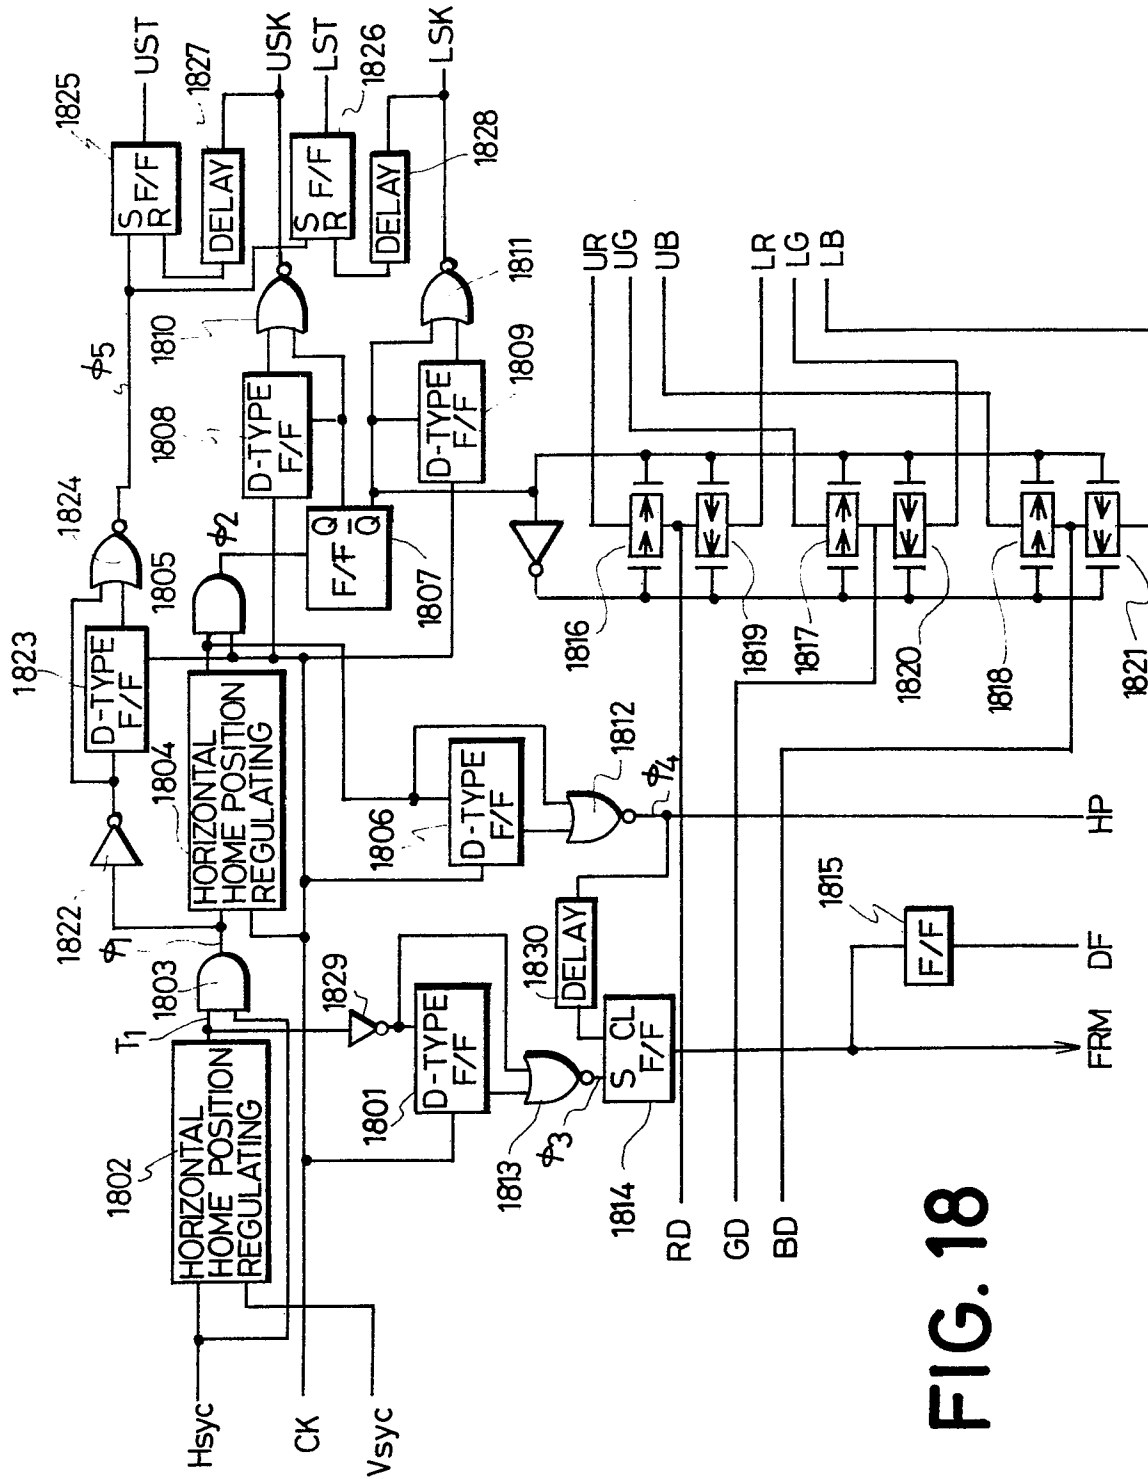 Hsyc
CK
Vsyc
1802
HORIZONTAL
HOME POSITION
REGULATING
T1
1803
φ1
1822
1804
HORIZONTAL
HOME POSITION
REGULATING
1823
D-TYPE
F/F
1824
1805
φ2
φ5
1825
S F/F
R
UST
1827
DELAY
USK
LST
1826
S F/F
R
1828
DELAY
LSK
1808
D-TYPE
F/F
1810
F/F Q
Q
1807
D-TYPE
F/F
1809
1811
1829
1801
D-TYPE
F/F
1813
φ3
1830
DELAY
S CL
F/F
1814
1806
D-TYPE
F/F
1812
φ4
RD
GD
BD
UR
UG
UB
LR
LG
LB
1816
1819
1817
1820
1818
1821
1815
F/F
FRM
DF
HP
FIG. 18